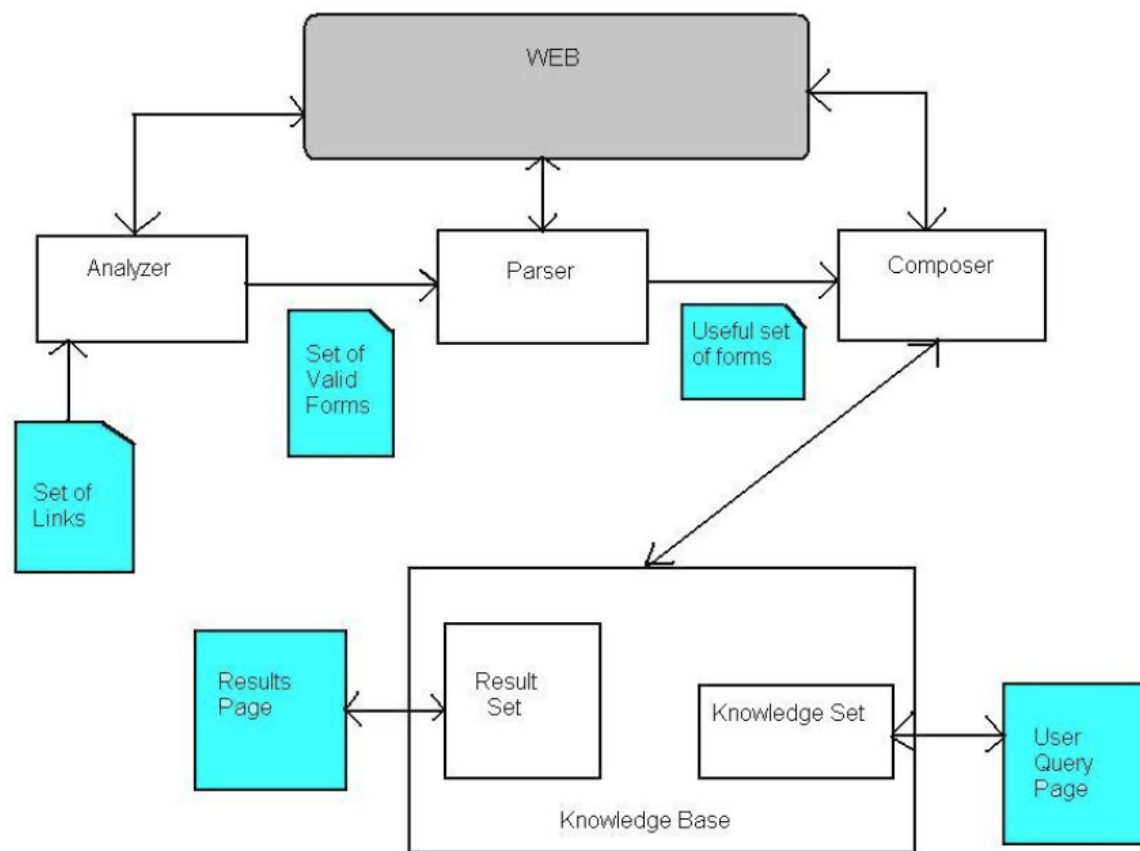 WEB
Analyzer
Parser
Composer
Set of
Valid
Forms
Useful set
of forms
Set of
Links
Results
Page
Result
Set
Knowledge Set
User
Query
Page
Knowledge Base